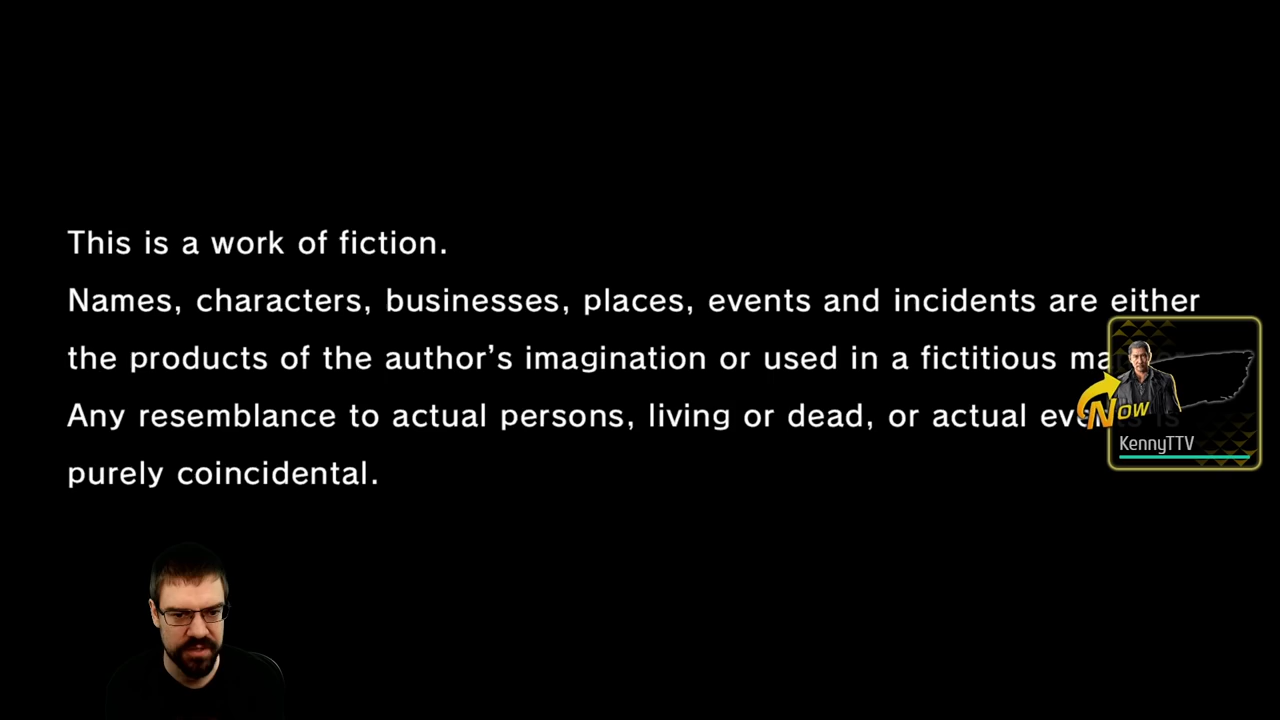 This is a work of fiction.
Names, characters, businesses, places, events and incidents are either
the products of the author's imagination or used in a fictitious
Any resemblance to actual persons, living or dead, or actual events is
purely coincidental.
Now
KennyTTV